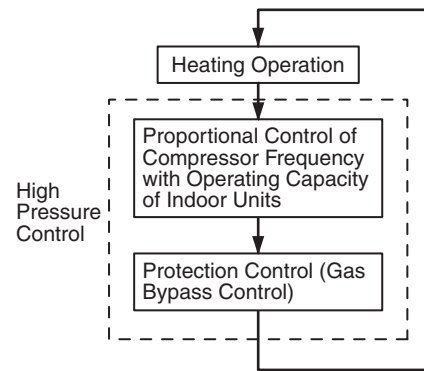 Heating Operation
Proportional Control of
Compressor Frequency
with Operating Capacity
of Indoor Units
High
Pressure
Control
Protection Control (Gas
Bypass Control)